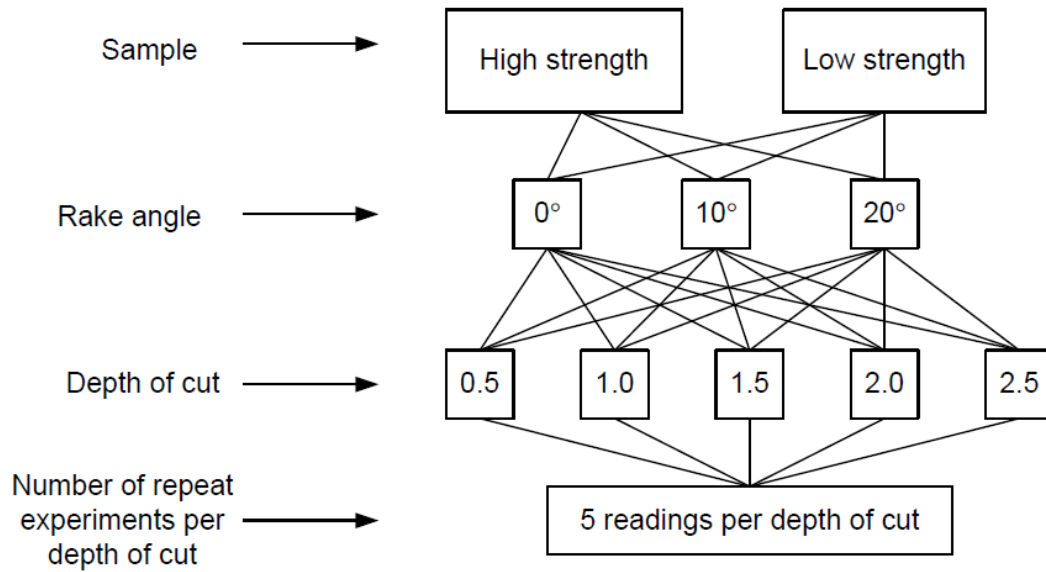 Sample
High strength
Low strength
Rake angle
0°
10°
20°
Depth of cut
0.5
1.0
1.5
2.0
2.5
Number of repeat
experiments per
depth of cut
5 readings per depth of cut